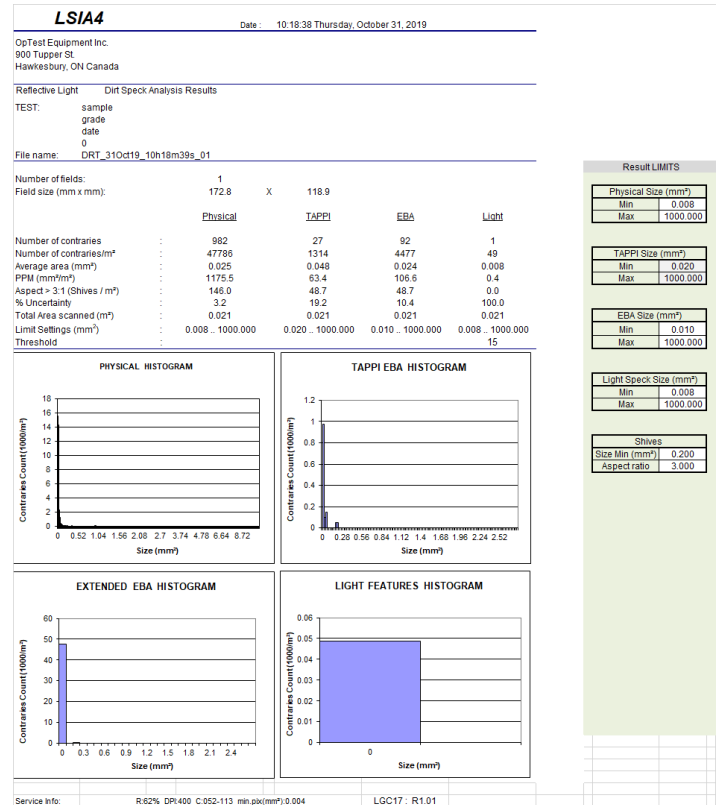 LSIA4
Date : 10:18:38 Thursday, October 31, 2019
OpTest Equipment Inc.
900 Tupper St.
Hawkesbury, ON Canada
Reflective Light Dirt Speck Analysis Results
TEST: sample
grade
date
0
File name: DRT_31Oct19_10h18m39s_01
Number of fields: 1
Field size (mm x mm): 172.8 X 118.9
Physical TAPPI EBA Light
Number of contraries : 982 27 92 1
Number of contraries/m² : 47786 1314 4477 49
Average area (mm²) : 0.025 0.048 0.024 0.008
PPM (mm²/m²) : 1175.5 63.4 106.6 0.4
Aspect > 3:1 (Shives / m²) : 146.0 48.7 48.7 0.0
% Uncertainty : 3.2 19.2 10.4 100.0
Total Area scanned (m²) : 0.021 0.021 0.021 0.021
Limit Settings (mm²) : 0.008 .. 1000.000 0.020 .. 1000.000 0.010 .. 1000.000 0.008 .. 1000.000
Threshold : 15
Result LIMITS
Physical Size (mm²)
Min 0.008
Max 1000.000
TAPPI Size (mm²)
Min 0.020
Max 1000.000
EBA Size (mm²)
Min 0.010
Max 1000.000
Light Speck Size (mm²)
Min 0.008
Max 1000.000
Shives
Size Min (mm²) 0.200
Aspect ratio 3.000
PHYSICAL HISTOGRAM
Contraries Count (1000/m²)
18
16
14
12
10
8
6
4
2
0
0 0.52 1.04 1.56 2.08 2.7 3.74 4.78 6.64 8.72
Size (mm²)
TAPPI EBA HISTOGRAM
Contraries Count (1000/m²)
1.2
1
0.8
0.6
0.4
0.2
0
0 0.28 0.56 0.84 1.12 1.4 1.68 1.96 2.24 2.52
Size (mm²)
EXTENDED EBA HISTOGRAM
Contraries Count (1000/m²)
60
50
40
30
20
10
0
0 0.3 0.6 0.9 1.2 1.5 1.8 2.1 2.4
Size (mm²)
LIGHT FEATURES HISTOGRAM
Contraries Count (1000/m²)
0.06
0.05
0.04
0.03
0.02
0.01
0
0
Size (mm²)
Service Info: R:62% DPI:400 C:052-113 min.pix(mm²):0.004 LGC17 : R1.01